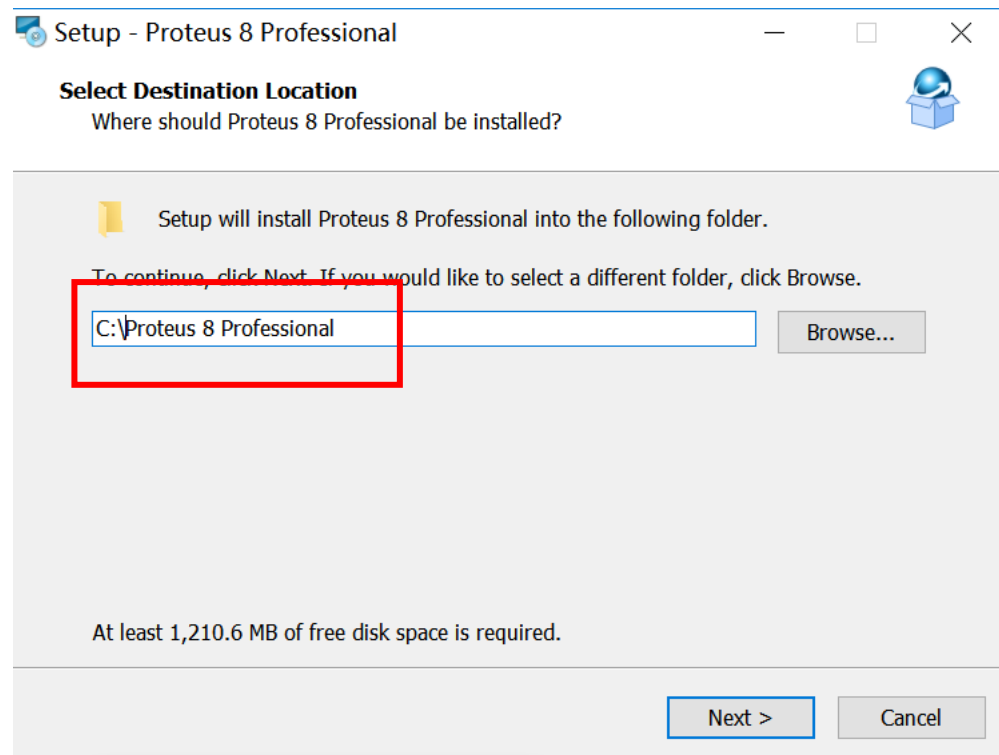 Setup - Proteus 8 Professional
Select Destination Location
Where should Proteus 8 Professional be installed?
Setup will install Proteus 8 Professional into the following folder.
To continue, click Next. If you would like to select a different folder, click Browse.
C:\Proteus 8 Professional
Browse...
At least 1,210.6 MB of free disk space is required.
Next >
Cancel